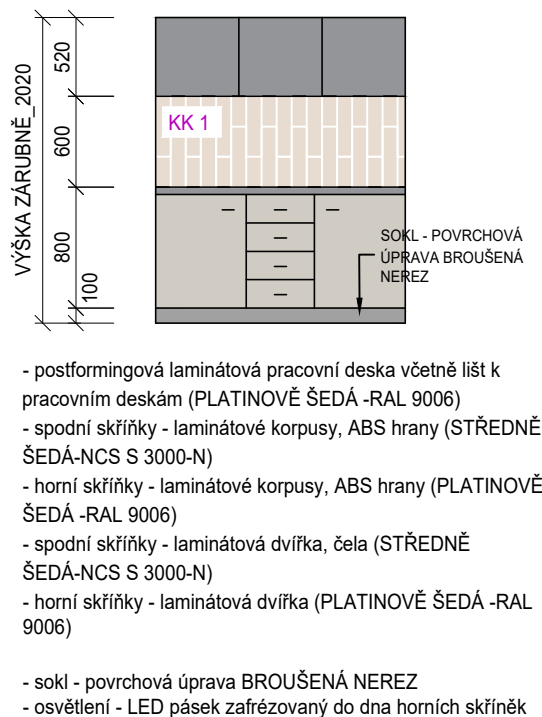 VÝŠKA ZÁRUBNĚ_2020
520
600
800
100
KK 1
SOKL - POVRCHOVÁ
ÚPRAVA BROUŠENÁ
NEREZ
- postformingová laminátová pracovní deska včetně lišt k
pracovním deskám (PLATINOVĚ ŠEDÁ -RAL 9006)
- spodní skříňky - laminátové korpusy, ABS hrany (STŘEDNĚ
ŠEDÁ-NCS S 3000-N)
- horní skříňky - laminátové korpusy, ABS hrany (PLATINOVĚ
ŠEDÁ -RAL 9006)
- spodní skříňky - laminátová dvířka, čela (STŘEDNĚ
ŠEDÁ-NCS S 3000-N)
- horní skříňky - laminátová dvířka (PLATINOVĚ ŠEDÁ -RAL
9006)
- sokl - povrchová úprava BROUŠENÁ NEREZ
- osvětlení - LED pásek zafrézovaný do dna horních skříněk